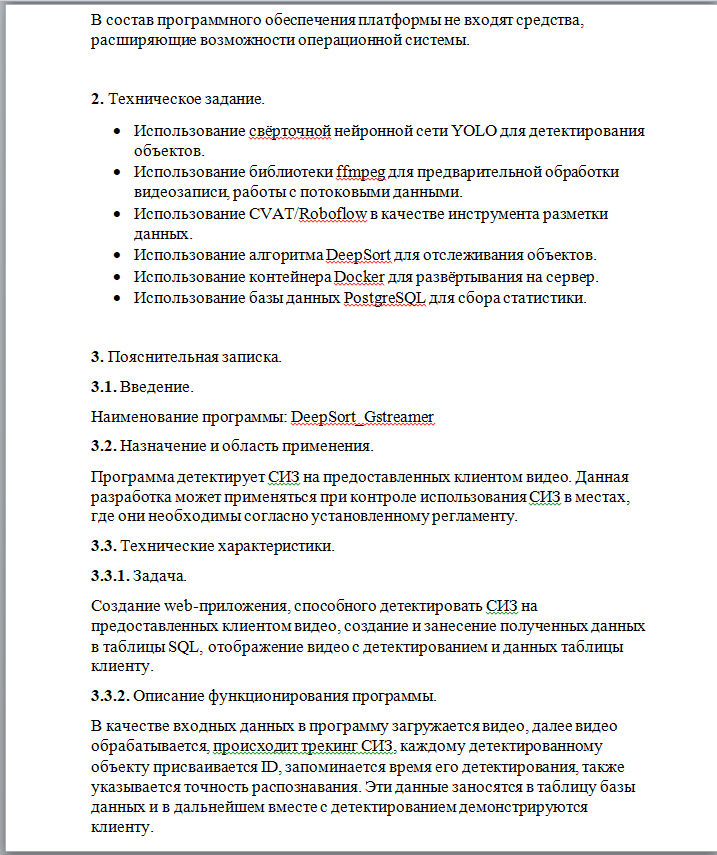 В состав программного обеспечения платформы не входят средства,
расширяющие возможности операционной системы.
2. Техническое задание.
• Использование свёрточной нейронной сети YOLO для детектирования
объектов.
• Использование библиотеки ffmpeg для предварительной обработки
видеозаписи, работы с потоковыми данными.
• Использование CVAT/Roboflow в качестве инструмента разметки
данных.
• Использование алгоритма DeepSort для отслеживания объектов.
• Использование контейнера Docker для развёртывания на сервер.
• Использование базы данных PostgreSQL для сбора статистики.
3. Пояснительная записка.
3.1. Введение.
Наименование программы: DeepSort_Gstreamer
3.2. Назначение и область применения.
Программа детектирует СИЗ на предоставленных клиентом видео. Данная
разработка может применяться при контроле использования СИЗ в местах,
где они необходимы согласно установленному регламенту.
3.3. Технические характеристики.
3.3.1. Задача.
Создание web-приложения, способного детектировать СИЗ на
предоставленных клиентом видео, создание и занесение полученных данных
в таблицы SQL, отображение видео с детектированием и данных таблицы
клиенту.
3.3.2. Описание функционирования программы.
В качестве входных данных в программу загружается видео, далее видео
обрабатывается, происходит трекинг СИЗ, каждому детектированному
объекту присваивается ID, запоминается время его детектирования, также
указывается точность распознавания. Эти данные заносятся в таблицу базы
данных и в дальнейшем вместе с детектированием демонстрируются
клиенту.